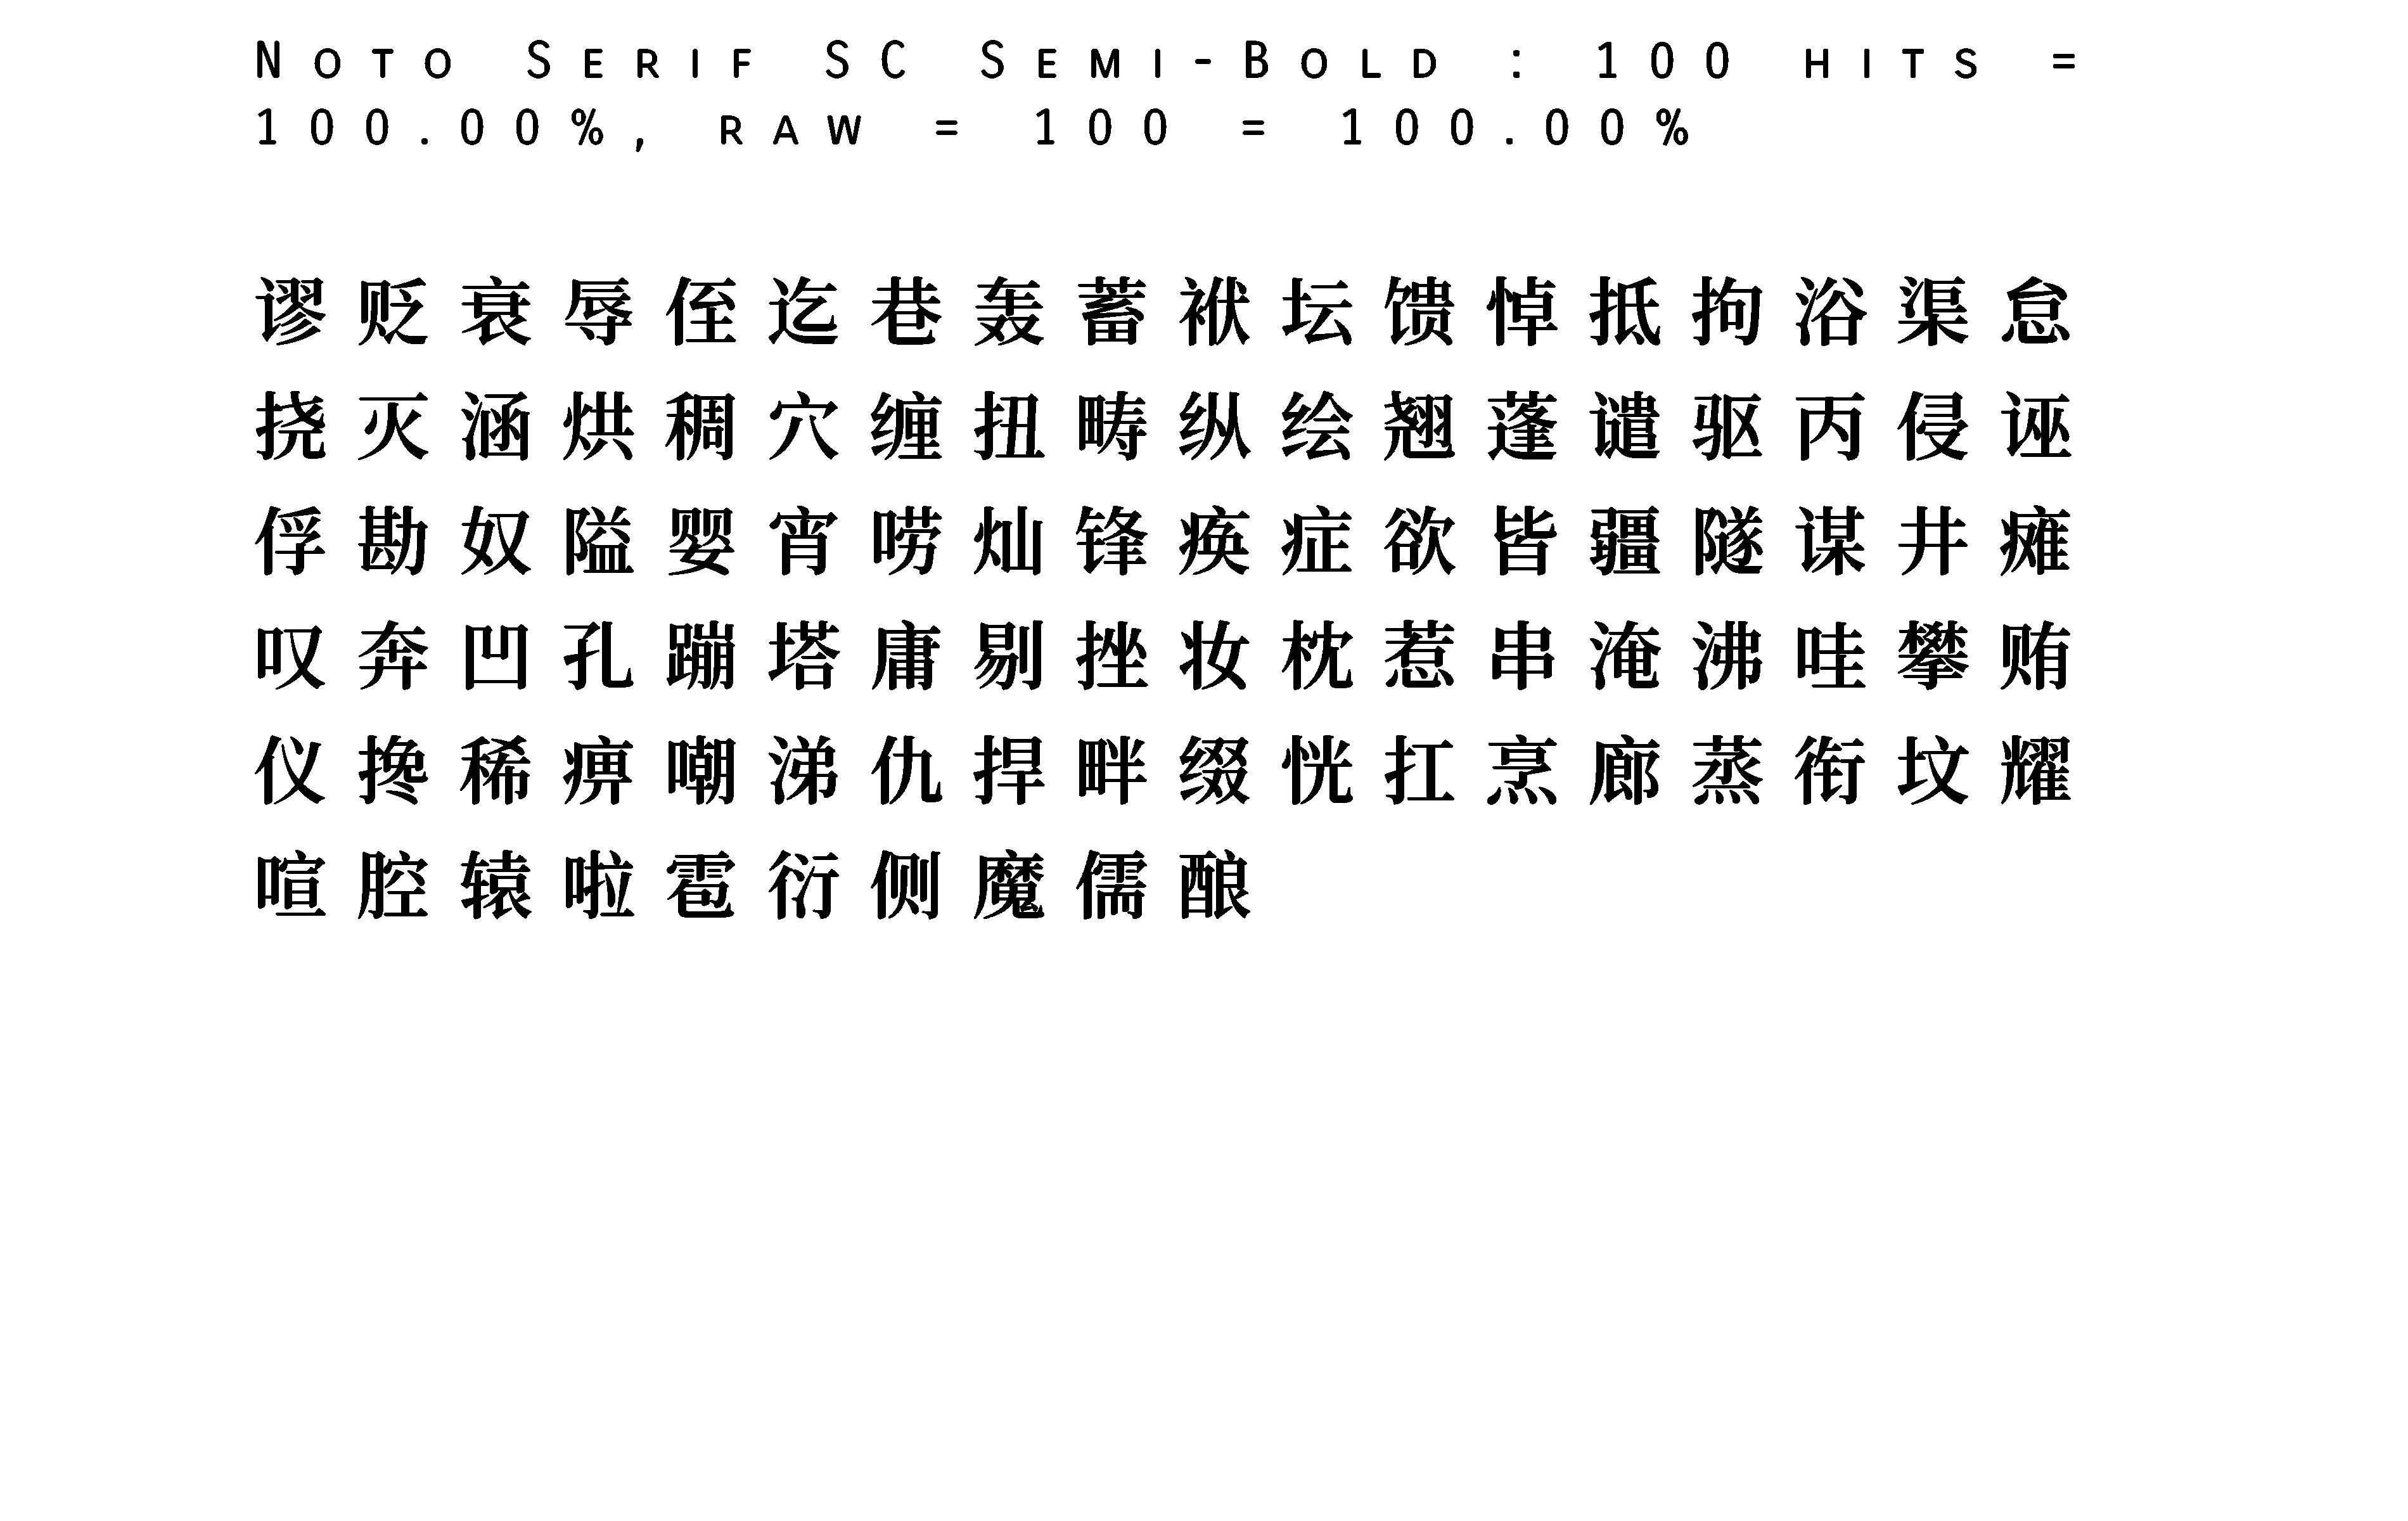 Noto Serif SC Semi-Bold : 100 hits =
100.00%, raw = 100 = 100.00%
谬贬衰辱侄迄巷轰蓄袱坛馈悼抵拘浴渠怠
挠灭涵烘稠穴缠扭畴纵绘翘蓬谴驱丙侵诬
俘勘奴隘婴宵唠灿锋痪症欲皆疆隧谋井瘫
叹奔凹孔蹦塔庸剔挫妆枕惹串淹沸哇攀贿
仪搀稀痹嘲涕仇捍畔缀恍扛烹廊蒸衔坟耀
喧腔辕啦雹衍侧魔儒酿